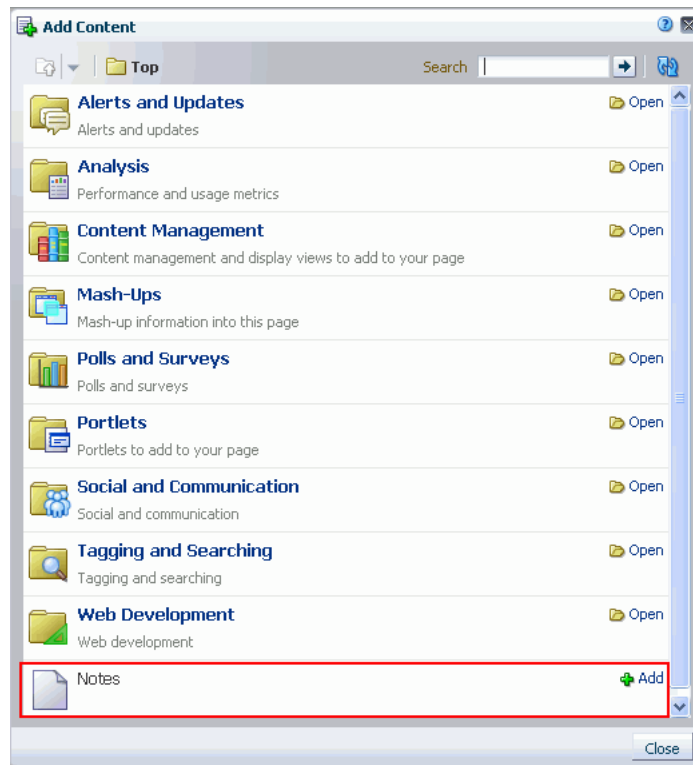 Add Content
Top Search
Alerts and Updates Open
Alerts and updates
Analysis Open
Performance and usage metrics
Content Management Open
Content management and display views to add to your page
Mash-Ups Open
Mash-up information into this page
Polls and Surveys Open
Polls and surveys
Portlets Open
Portlets to add to your page
Social and Communication Open
Social and communication
Tagging and Searching Open
Tagging and searching
Web Development Open
Web development
Notes Add
Close